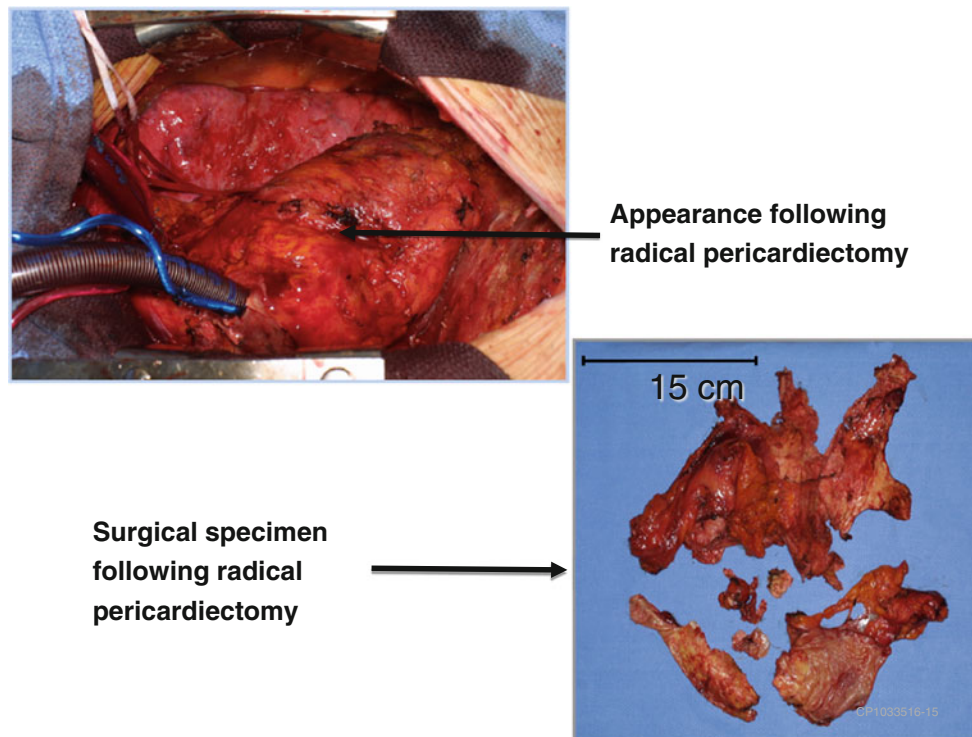 Appearance following
radical pericardiectomy
15 cm
Surgical specimen
following radical
pericardiectomy
CP1033516-15